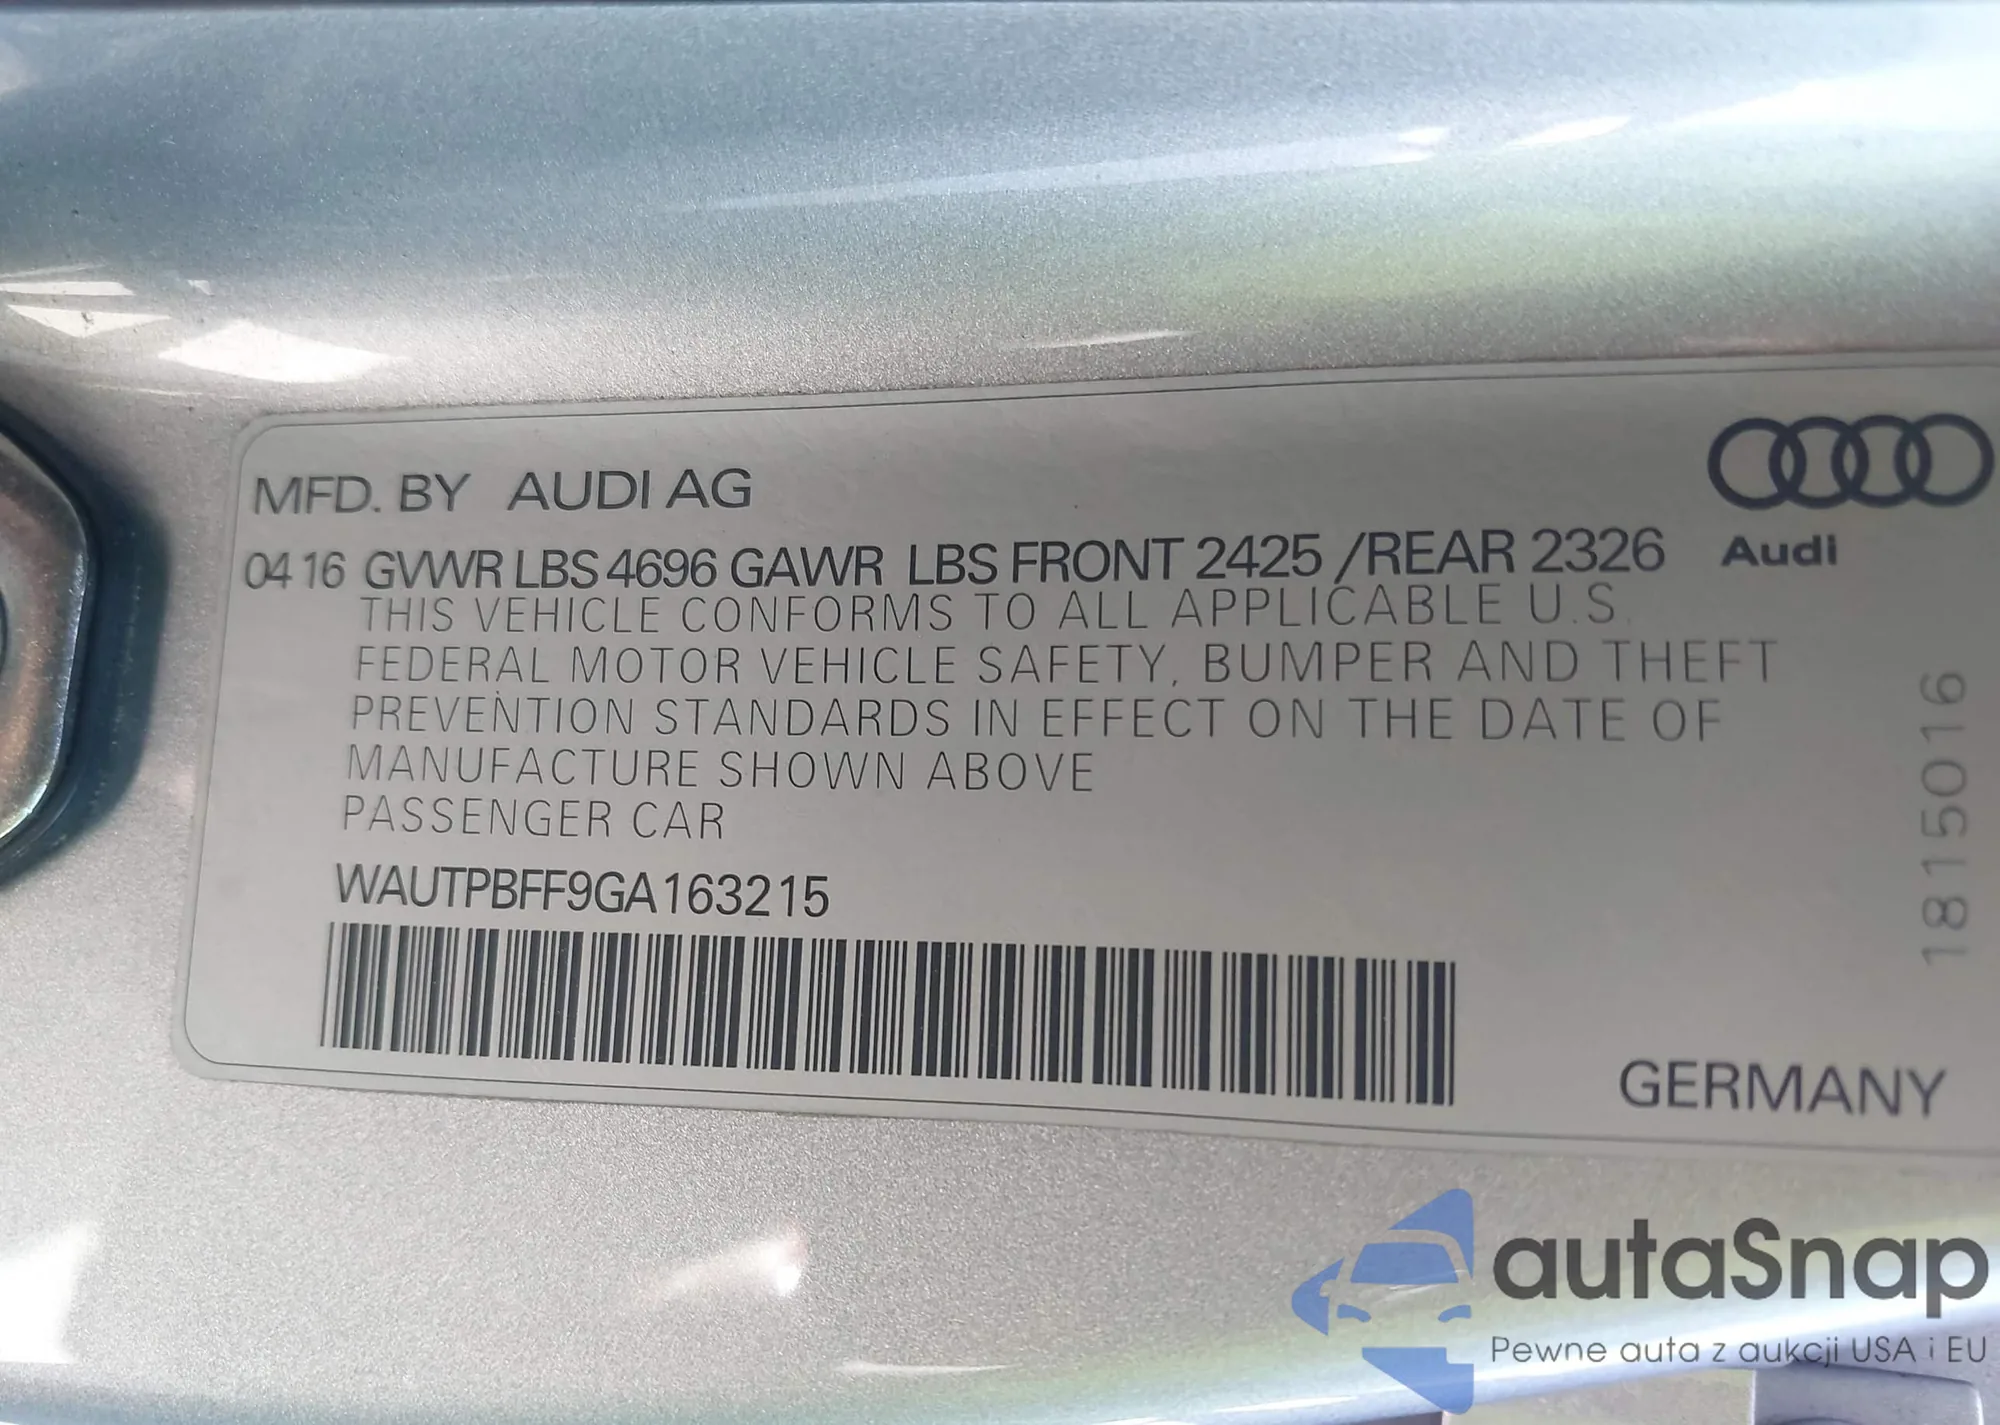 MFD. BY AUDI AG
Audi
04 16 GVWR LBS 4696 GAWR LBS FRONT 2425 /REAR 2326
THIS VEHICLE CONFORMS TO ALL APPLICABLE U.S.
FEDERAL MOTOR VEHICLE SAFETY, BUMPER AND THEFT
PREVENTION STANDARDS IN EFFECT ON THE DATE OF
MANUFACTURE SHOWN ABOVE
PASSENGER CAR
WAUTPBFF9GA163215
1815016
GERMANY
autaSnap
Pewne auta z aukcji USA i EU